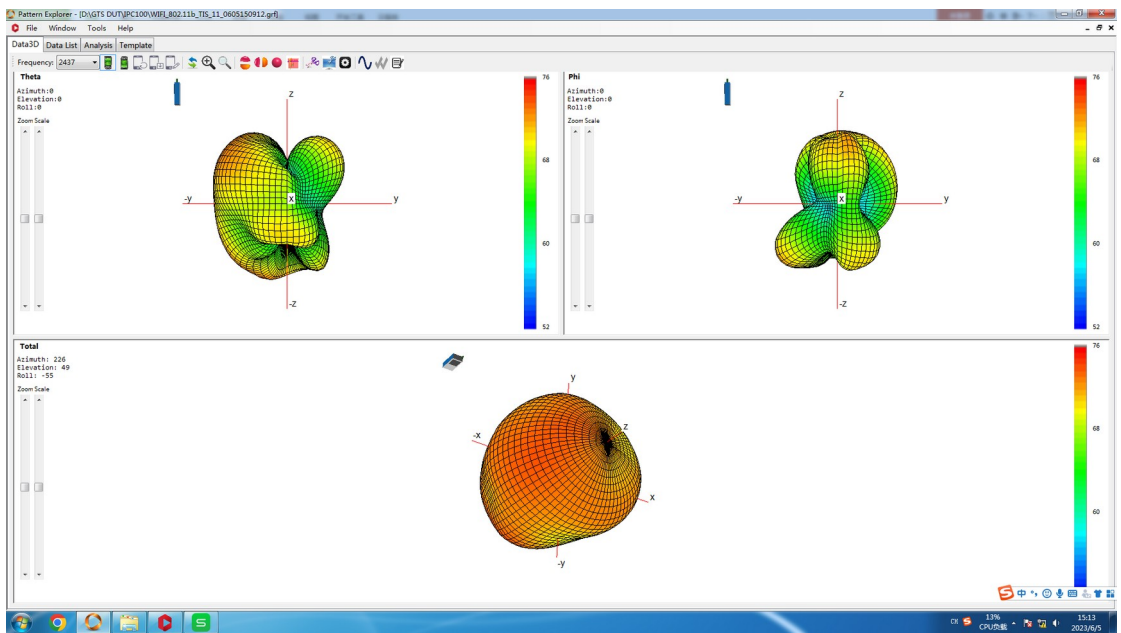 Pattern Explorer - [D:\GTS DUT\IPC100\WIFI_802.11b_TIS_11_0605150912.grf]
File Window Tools Help
Data3D Data List Analysis Template
Frequency: 2437
Theta
Azimuth:0
Elevation:0
Roll:0
Zoom Scale
z
-y
X
y
-z
76
68
60
52
Phi
Azimuth:0
Elevation:0
Roll:0
Zoom Scale
z
-y
X
y
-z
76
68
60
52
Total
Azimuth: 226
Elevation: 49
Roll: -55
Zoom Scale
y
-x
z
x
-y
76
68
60
中
CH
13%
CPU负载
15:13
2023/6/5